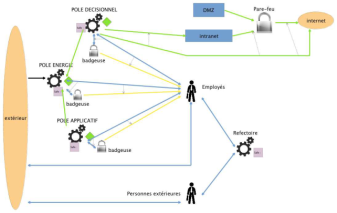 POLE DECISIONNEL
DMZ
Pare-feu
internet
intranet
badgeuse
POLE ENERGIE
badgeuse
Employés
extérieur
POLE APPLICATIF
Refectoire
badgeuse
Personnes extérieures